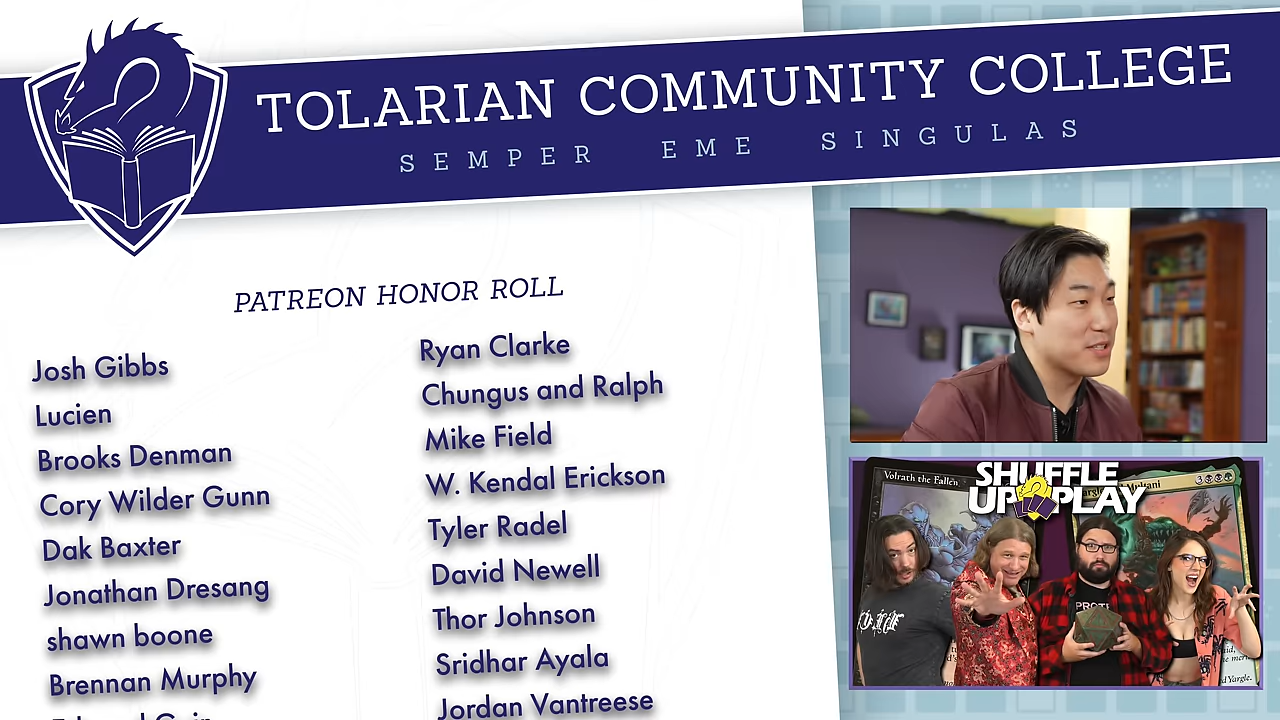 TOLARIAN COMMUNITY COLLEGE
SEMPER EME SINGULAS
PATREON HONOR ROLL
Josh Gibbs
Lucien
Brooks Denman
Cory Wilder Gunn
Dak Baxter
Jonathan Dresang
shawn boone
Brennan Murphy
Ryan Clarke
Chungus and Ralph
Mike Field
W. Kendal Erickson
Tyler Radel
David Newell
Thor Johnson
Sridhar Ayala
Jordan Vantreese
SHUFFLE
UP PLAY
Volrath the Fallen
Multani
3